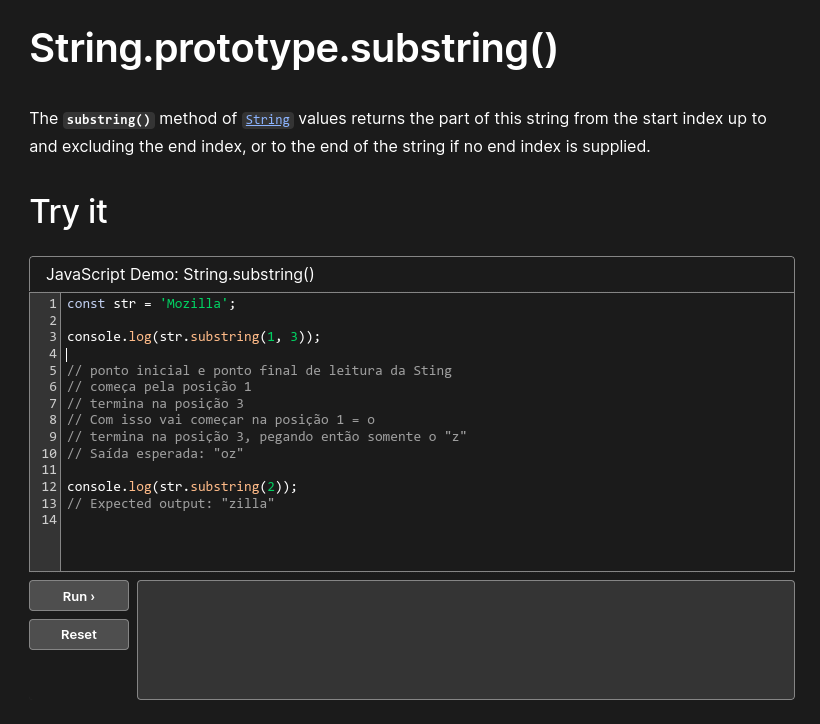 String.prototype.substring()
The substring() method of String values returns the part of this string from the start index up to
and excluding the end index, or to the end of the string if no end index is supplied.
Try it
JavaScript Demo: String.substring()
1 const str = 'Mozilla';
2
3 console.log(str.substring(1, 3));
4
5 // ponto inicial e ponto final de leitura da Sting
6 // começa pela posição 1
7 // termina na posição 3
8 // Com isso vai começar na posição 1 = o
9 // termina na posição 3, pegando então somente o "z"
10 // Saída esperada: "oz"
11
12 console.log(str.substring(2));
13 // Expected output: "zilla"
14
Run ›
Reset